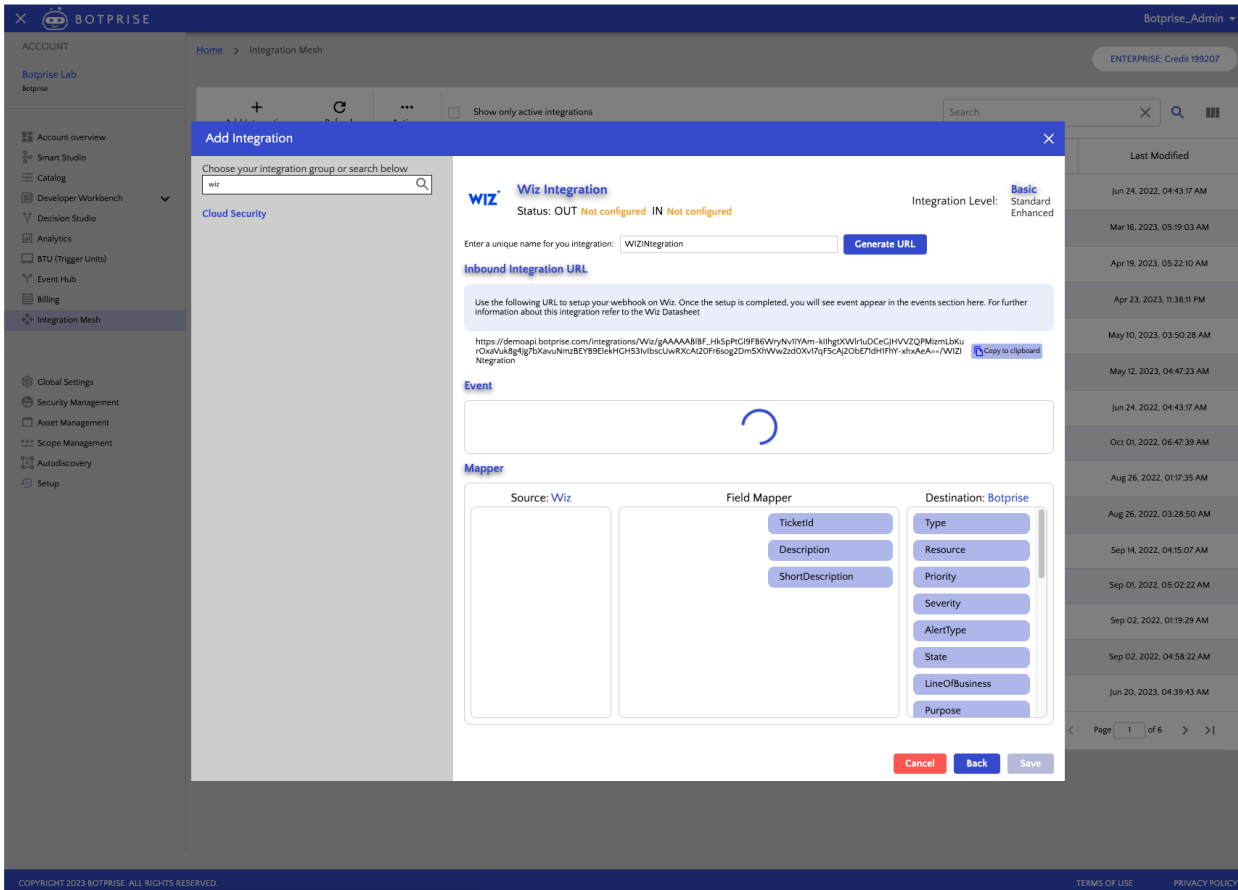 BOTPRISE
Botprise_Admin
ACCOUNT
Botprise Lab
Botprise
Home > Integration Mesh
ENTERPRISE: Credit 199207
Show only active integrations
Search
Account overview
Smart Studio
Catalog
Developer Workbench
Decision Studio
Analytics
BTU (Trigger Units)
Event Hub
Billing
Integration Mesh
Global Settings
Security Management
Asset Management
Scope Management
Autodiscovery
Setup
Add Integration
Choose your integration group or search below
wiz
Cloud Security
WIZ
Wiz Integration
Status: OUT Not configured IN Not configured
Integration Level:
Basic
Standard
Enhanced
Enter a unique name for you integration:
WIZINtegration
Generate URL
Inbound Integration URL
Use the following URL to setup your webhook on Wiz. Once the setup is completed, you will see event appear in the events section here. For further
information about this integration refer to the Wiz Datasheet
Copy to clipboard
Event
Mapper
Source: Wiz
Field Mapper
Destination: Botprise
TicketId
Description
ShortDescription
Type
Resource
Priority
Severity
AlertType
State
LineOfBusiness
Purpose
Cancel
Back
Save
Last Modified
Jun 24, 2022, 04:43:17 AM
Mar 16, 2023, 05:19:03 AM
Apr 19, 2023, 05:22:10 AM
Apr 23, 2023, 11:38:11 PM
May 10, 2023, 03:50:28 AM
May 12, 2023, 04:47:23 AM
Jun 24, 2022, 04:43:17 AM
Oct 01, 2022, 06:47:39 AM
Aug 26, 2022, 01:17:35 AM
Aug 26, 2022, 03:28:50 AM
Sep 14, 2022, 04:15:07 AM
Sep 01, 2022, 05:02:22 AM
Sep 02, 2022, 01:19:29 AM
Sep 02, 2022, 04:58:22 AM
Jun 20, 2023, 04:39:43 AM
Page 1 of 6
COPYRIGHT 2023 BOTPRISE. ALL RIGHTS RESERVED.
TERMS OF USE
PRIVACY POLICY